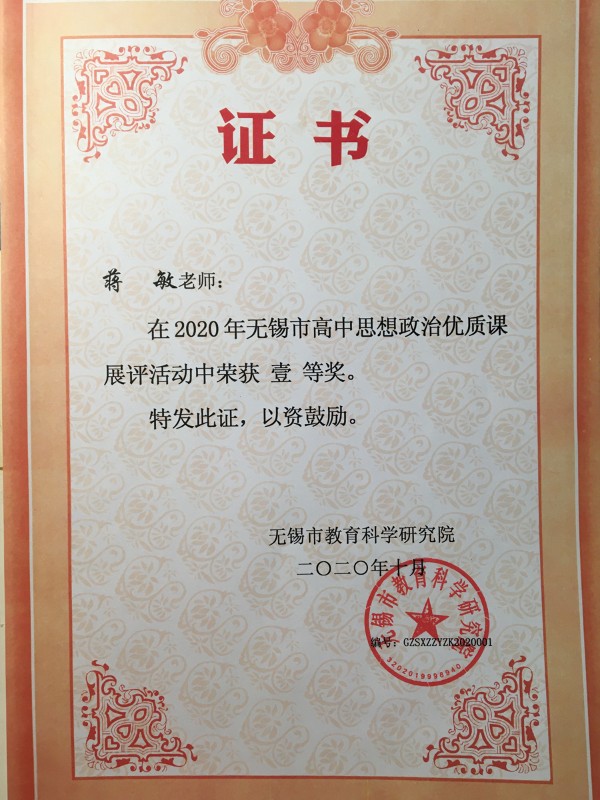 证书
蒋 敏老师：
在2020年无锡市高中思想政治优质课
展评活动中荣获 壹 等奖。
特发此证，以资鼓励。
无锡市教育科学研究院
二〇二〇年十月
无锡市教育科学研究院
编号：GZSXZZYZK2020001
3202019998940